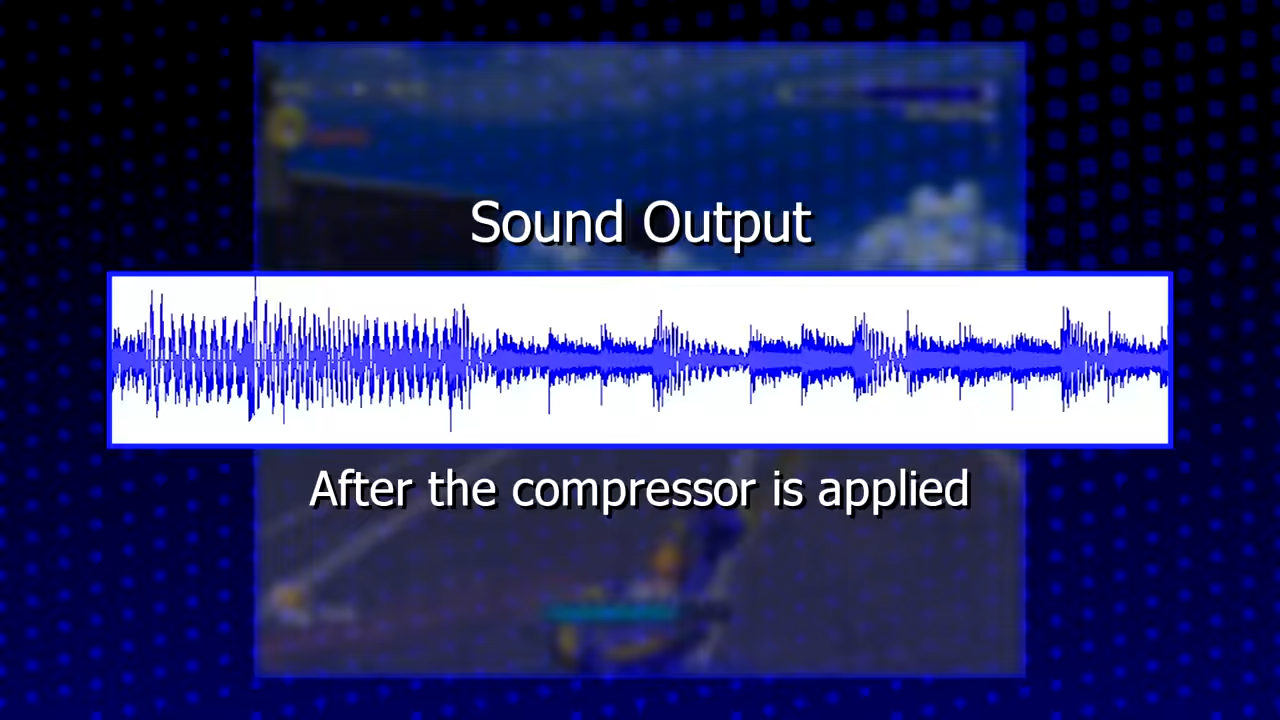 Sound Output
After the compressor is applied